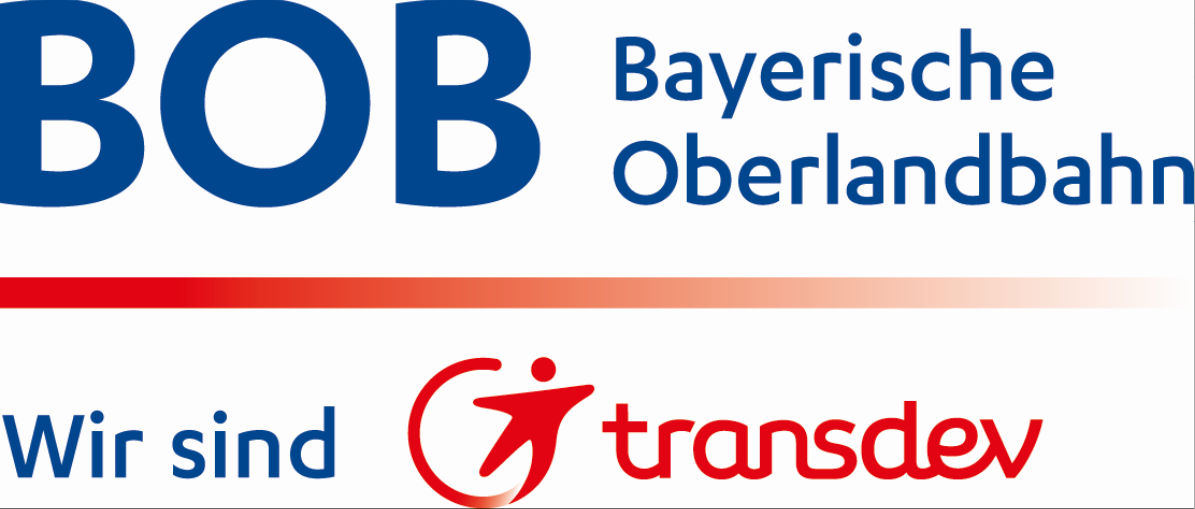 BOB Bayerische
Oberlandbahn
Wir sind transdev